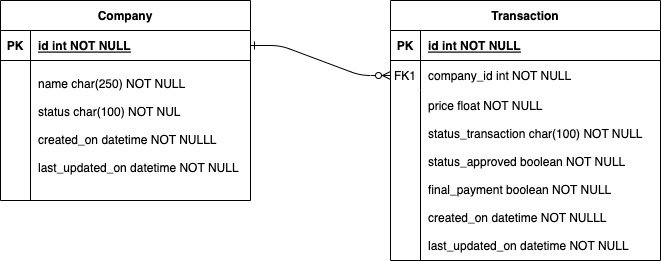 Company
PK id int NOT NULL
name char(250) NOT NULL
status char(100) NOT NUL
created_on datetime NOT NULLL
last_updated_on datetime NOT NULL
Transaction
PK id int NOT NULL
FK1 company_id int NOT NULL
price float NOT NULL
status_transaction char(100) NOT NULL
status_approved boolean NOT NULL
final_payment boolean NOT NULL
created_on datetime NOT NULLL
last_updated_on datetime NOT NULL